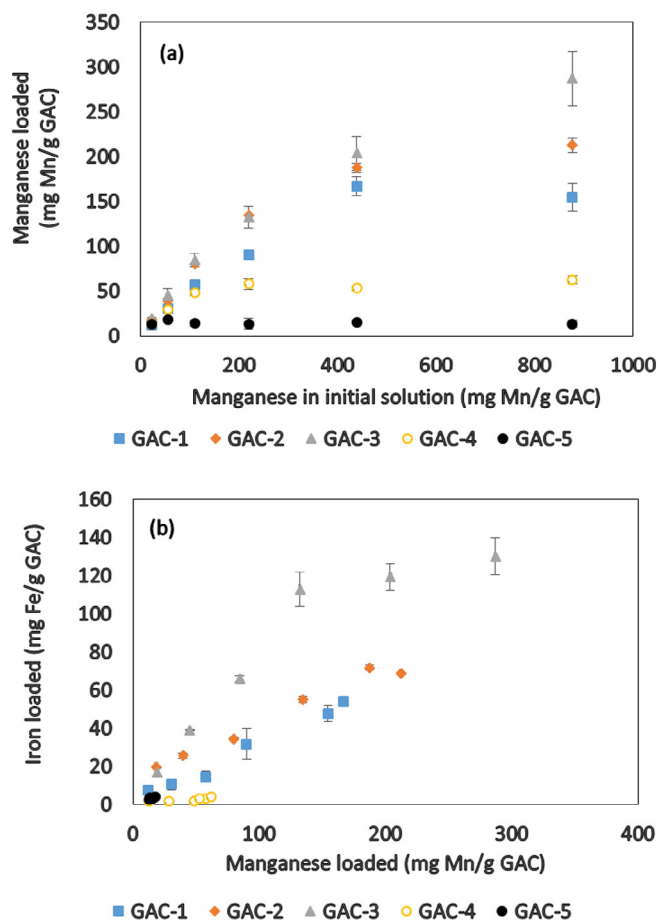 (a)
Manganese loaded
(mg Mn/g GAC)
350
300
250
200
150
100
50
0
0 200 400 600 800 1000
Manganese in initial solution (mg Mn/g GAC)
GAC-1 GAC-2 GAC-3 GAC-4 GAC-5
(b)
Iron loaded (mg Fe/g GAC)
160
140
120
100
80
60
40
20
0
0 100 200 300 400
Manganese loaded (mg Mn/g GAC)
GAC-1 GAC-2 GAC-3 GAC-4 GAC-5